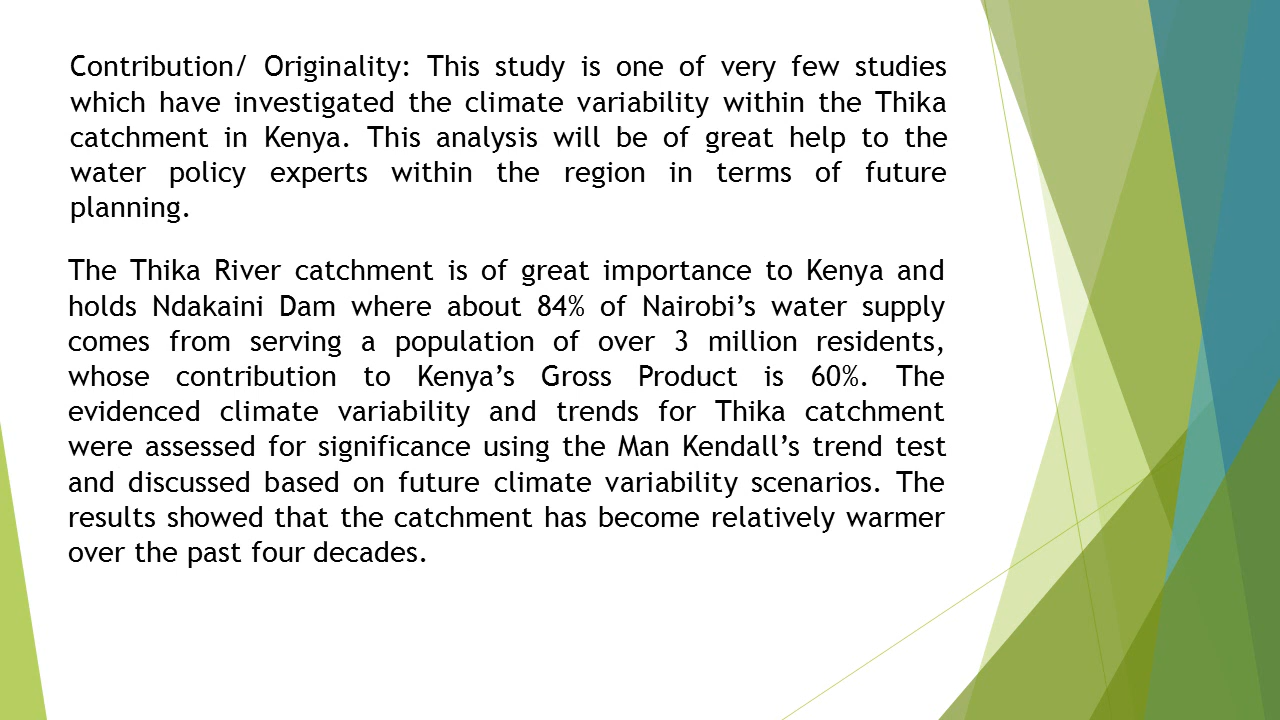 Contribution/ Originality: This study is one of very few studies
which have investigated the climate variability within the Thika
catchment in Kenya. This analysis will be of great help to the
water policy experts within the region in terms of future
planning.
The Thika River catchment is of great importance to Kenya and
holds Ndakaini Dam where about 84% of Nairobi’s water supply
comes from serving a population of over 3 million residents,
whose contribution to Kenya’s Gross Product is 60%. The
evidenced climate variability and trends for Thika catchment
were assessed for significance using the Man Kendall’s trend test
and discussed based on future climate variability scenarios. The
results showed that the catchment has become relatively warmer
over the past four decades.